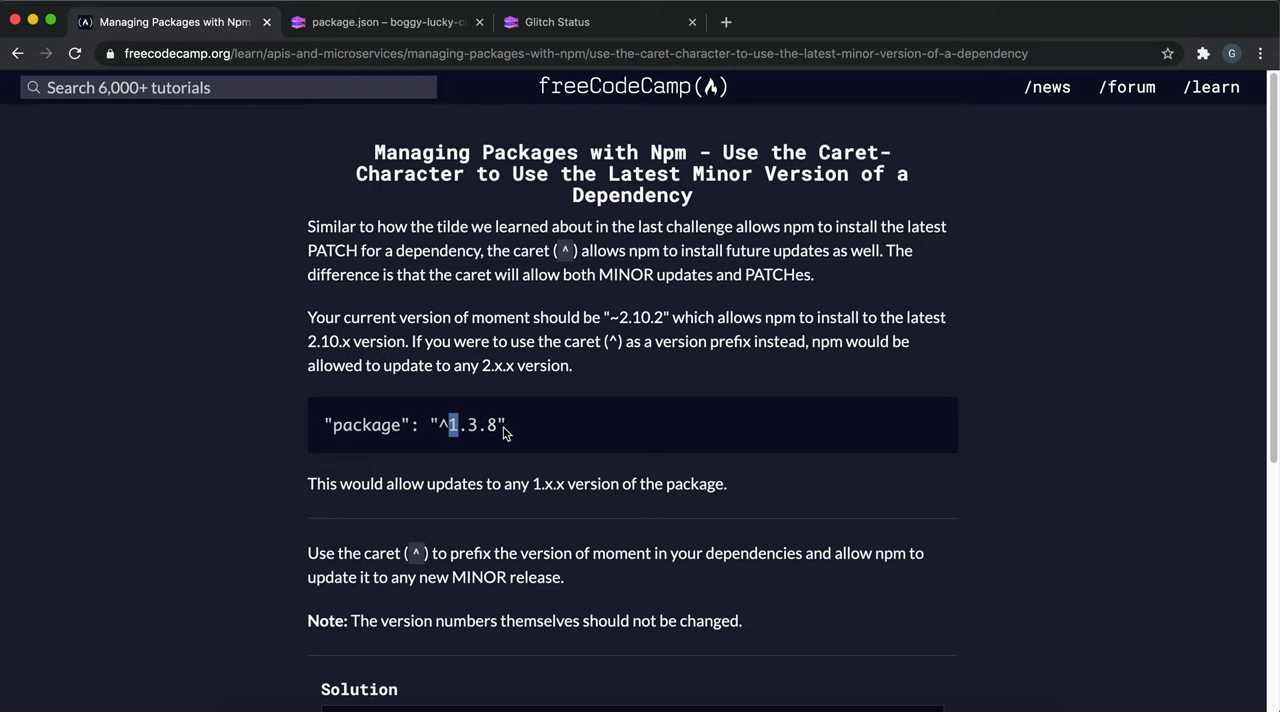 Managing Packages with Npm
package.json – boggy-lucky-c
Glitch Status
freecodecamp.org/learn/apis-and-microservices/managing-packages-with-npm/use-the-caret-character-to-use-the-latest-minor-version-of-a-dependency
G
Search 6,000+ tutorials
freeCodeCamp
/news
/forum
/learn
Managing Packages with Npm - Use the Caret-
Character to Use the Latest Minor Version of a
Dependency
Similar to how the tilde we learned about in the last challenge allows npm to install the latest
PATCH for a dependency, the caret (^) allows npm to install future updates as well. The
difference is that the caret will allow both MINOR updates and PATCHes.
Your current version of moment should be "~2.10.2" which allows npm to install to the latest
2.10.x version. If you were to use the caret (^) as a version prefix instead, npm would be
allowed to update to any 2.x.x version.
"package": "^1.3.8"
This would allow updates to any 1.x.x version of the package.
Use the caret (^) to prefix the version of moment in your dependencies and allow npm to
update it to any new MINOR release.
Note: The version numbers themselves should not be changed.
Solution